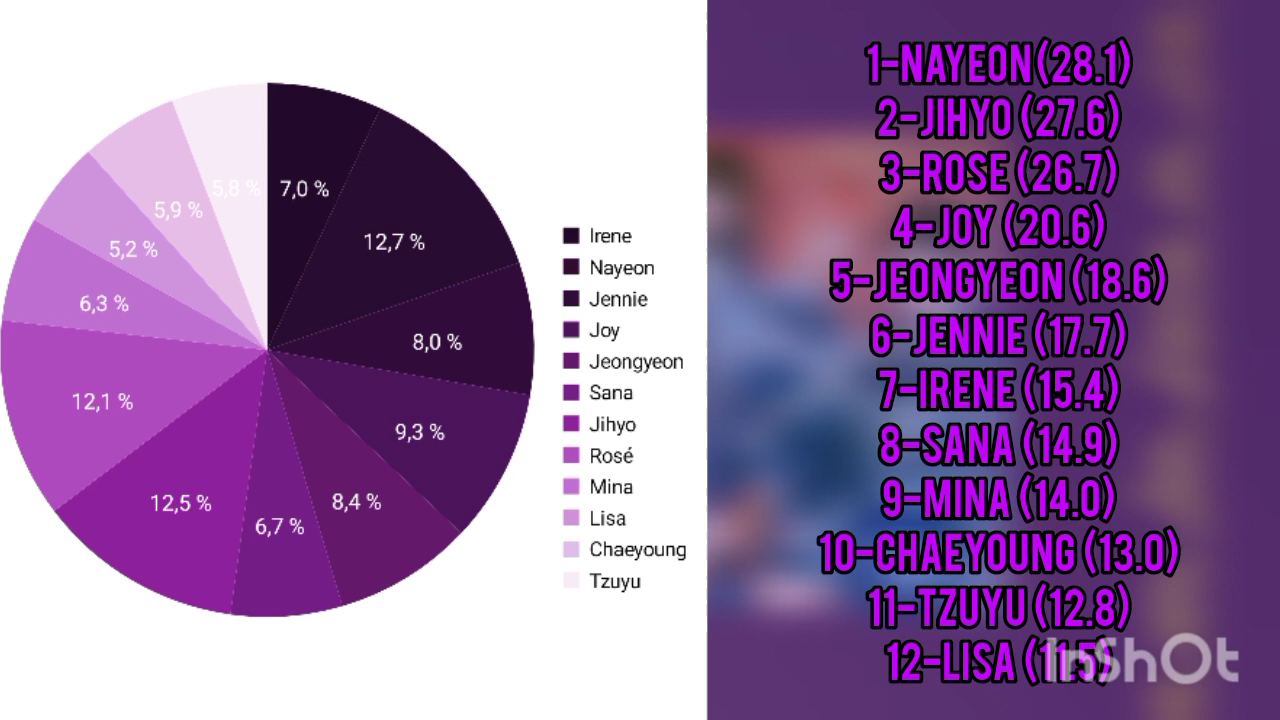 5,8 %
7,0 %
5,9 %
12,7 %
5,2 %
6,3 %
8,0 %
12,1 %
9,3 %
12,5 %
8,4 %
6,7 %
Irene
Nayeon
Jennie
Joy
Jeongyeon
Sana
Jihyo
Rosé
Mina
Lisa
Chaeyoung
Tzuyu
1-NAYEON (28.1)
2-JIHYO (27.6)
3-ROSE (26.7)
4-JOY (20.6)
5-JEONGYEON (18.6)
6-JENNIE (17.7)
7-IRENE (15.4)
8-SANA (14.9)
9-MINA (14.0)
10-CHAEYOUNG (13.0)
11-TZUYU (12.8)
12-LISA (11.5)
InShOt